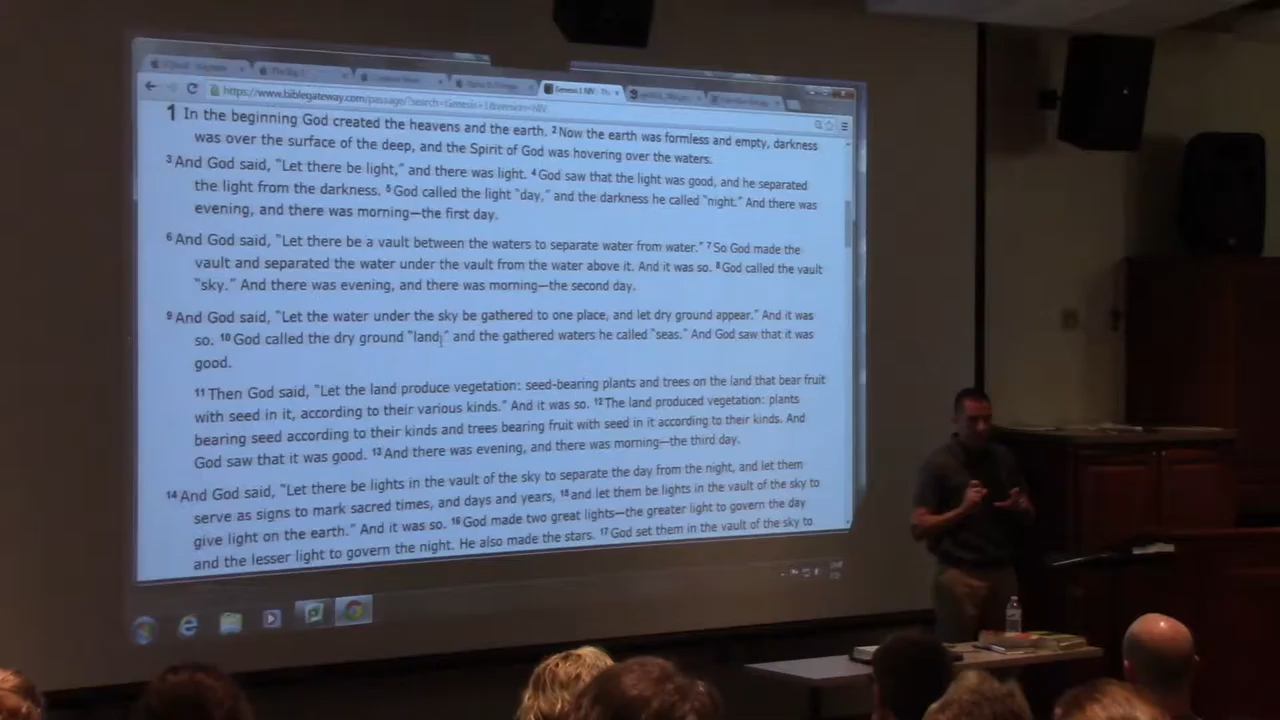 https://www.biblegateway.com/passage/?search=Genesis+1&version=NIV
1 In the beginning God created the heavens and the earth. 2 Now the earth was formless and empty, darkness
was over the surface of the deep, and the Spirit of God was hovering over the waters.
3 And God said, "Let there be light," and there was light. 4 God saw that the light was good, and he separated
the light from the darkness. 5 God called the light "day," and the darkness he called "night." And there was
evening, and there was morning—the first day.
6 And God said, "Let there be a vault between the waters to separate water from water." 7 So God made the
vault and separated the water under the vault from the water above it. And it was so. 8 God called the vault
"sky." And there was evening, and there was morning—the second day.
9 And God said, "Let the water under the sky be gathered to one place, and let dry ground appear." And it was
so. 10 God called the dry ground "land," and the gathered waters he called "seas." And God saw that it was
good.
11 Then God said, "Let the land produce vegetation: seed-bearing plants and trees on the land that bear fruit
with seed in it, according to their various kinds." And it was so. 12 The land produced vegetation: plants
bearing seed according to their kinds and trees bearing fruit with seed in it according to their kinds. And
God saw that it was good. 13 And there was evening, and there was morning—the third day.
14 And God said, "Let there be lights in the vault of the sky to separate the day from the night, and let them
serve as signs to mark sacred times, and days and years, 15 and let them be lights in the vault of the sky to
give light on the earth." And it was so. 16 God made two great lights—the greater light to govern the day
and the lesser light to govern the night. He also made the stars. 17 God set them in the vault of the sky to